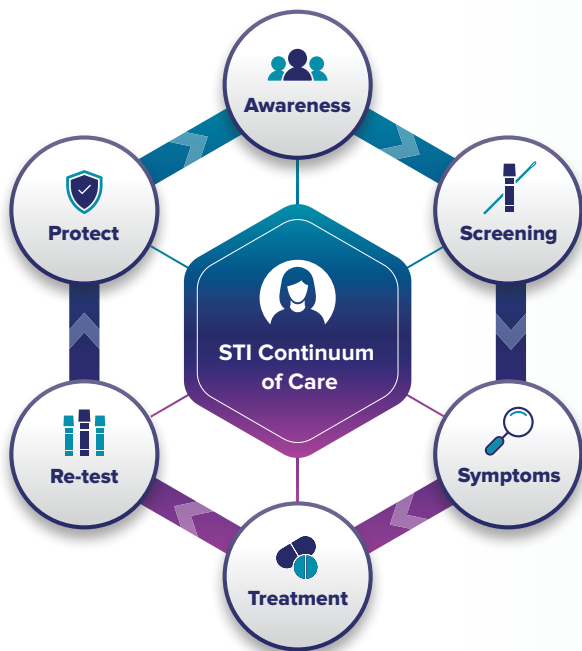 Awareness
Protect
Screening
STI Continuum
of Care
Re-test
Symptoms
Treatment